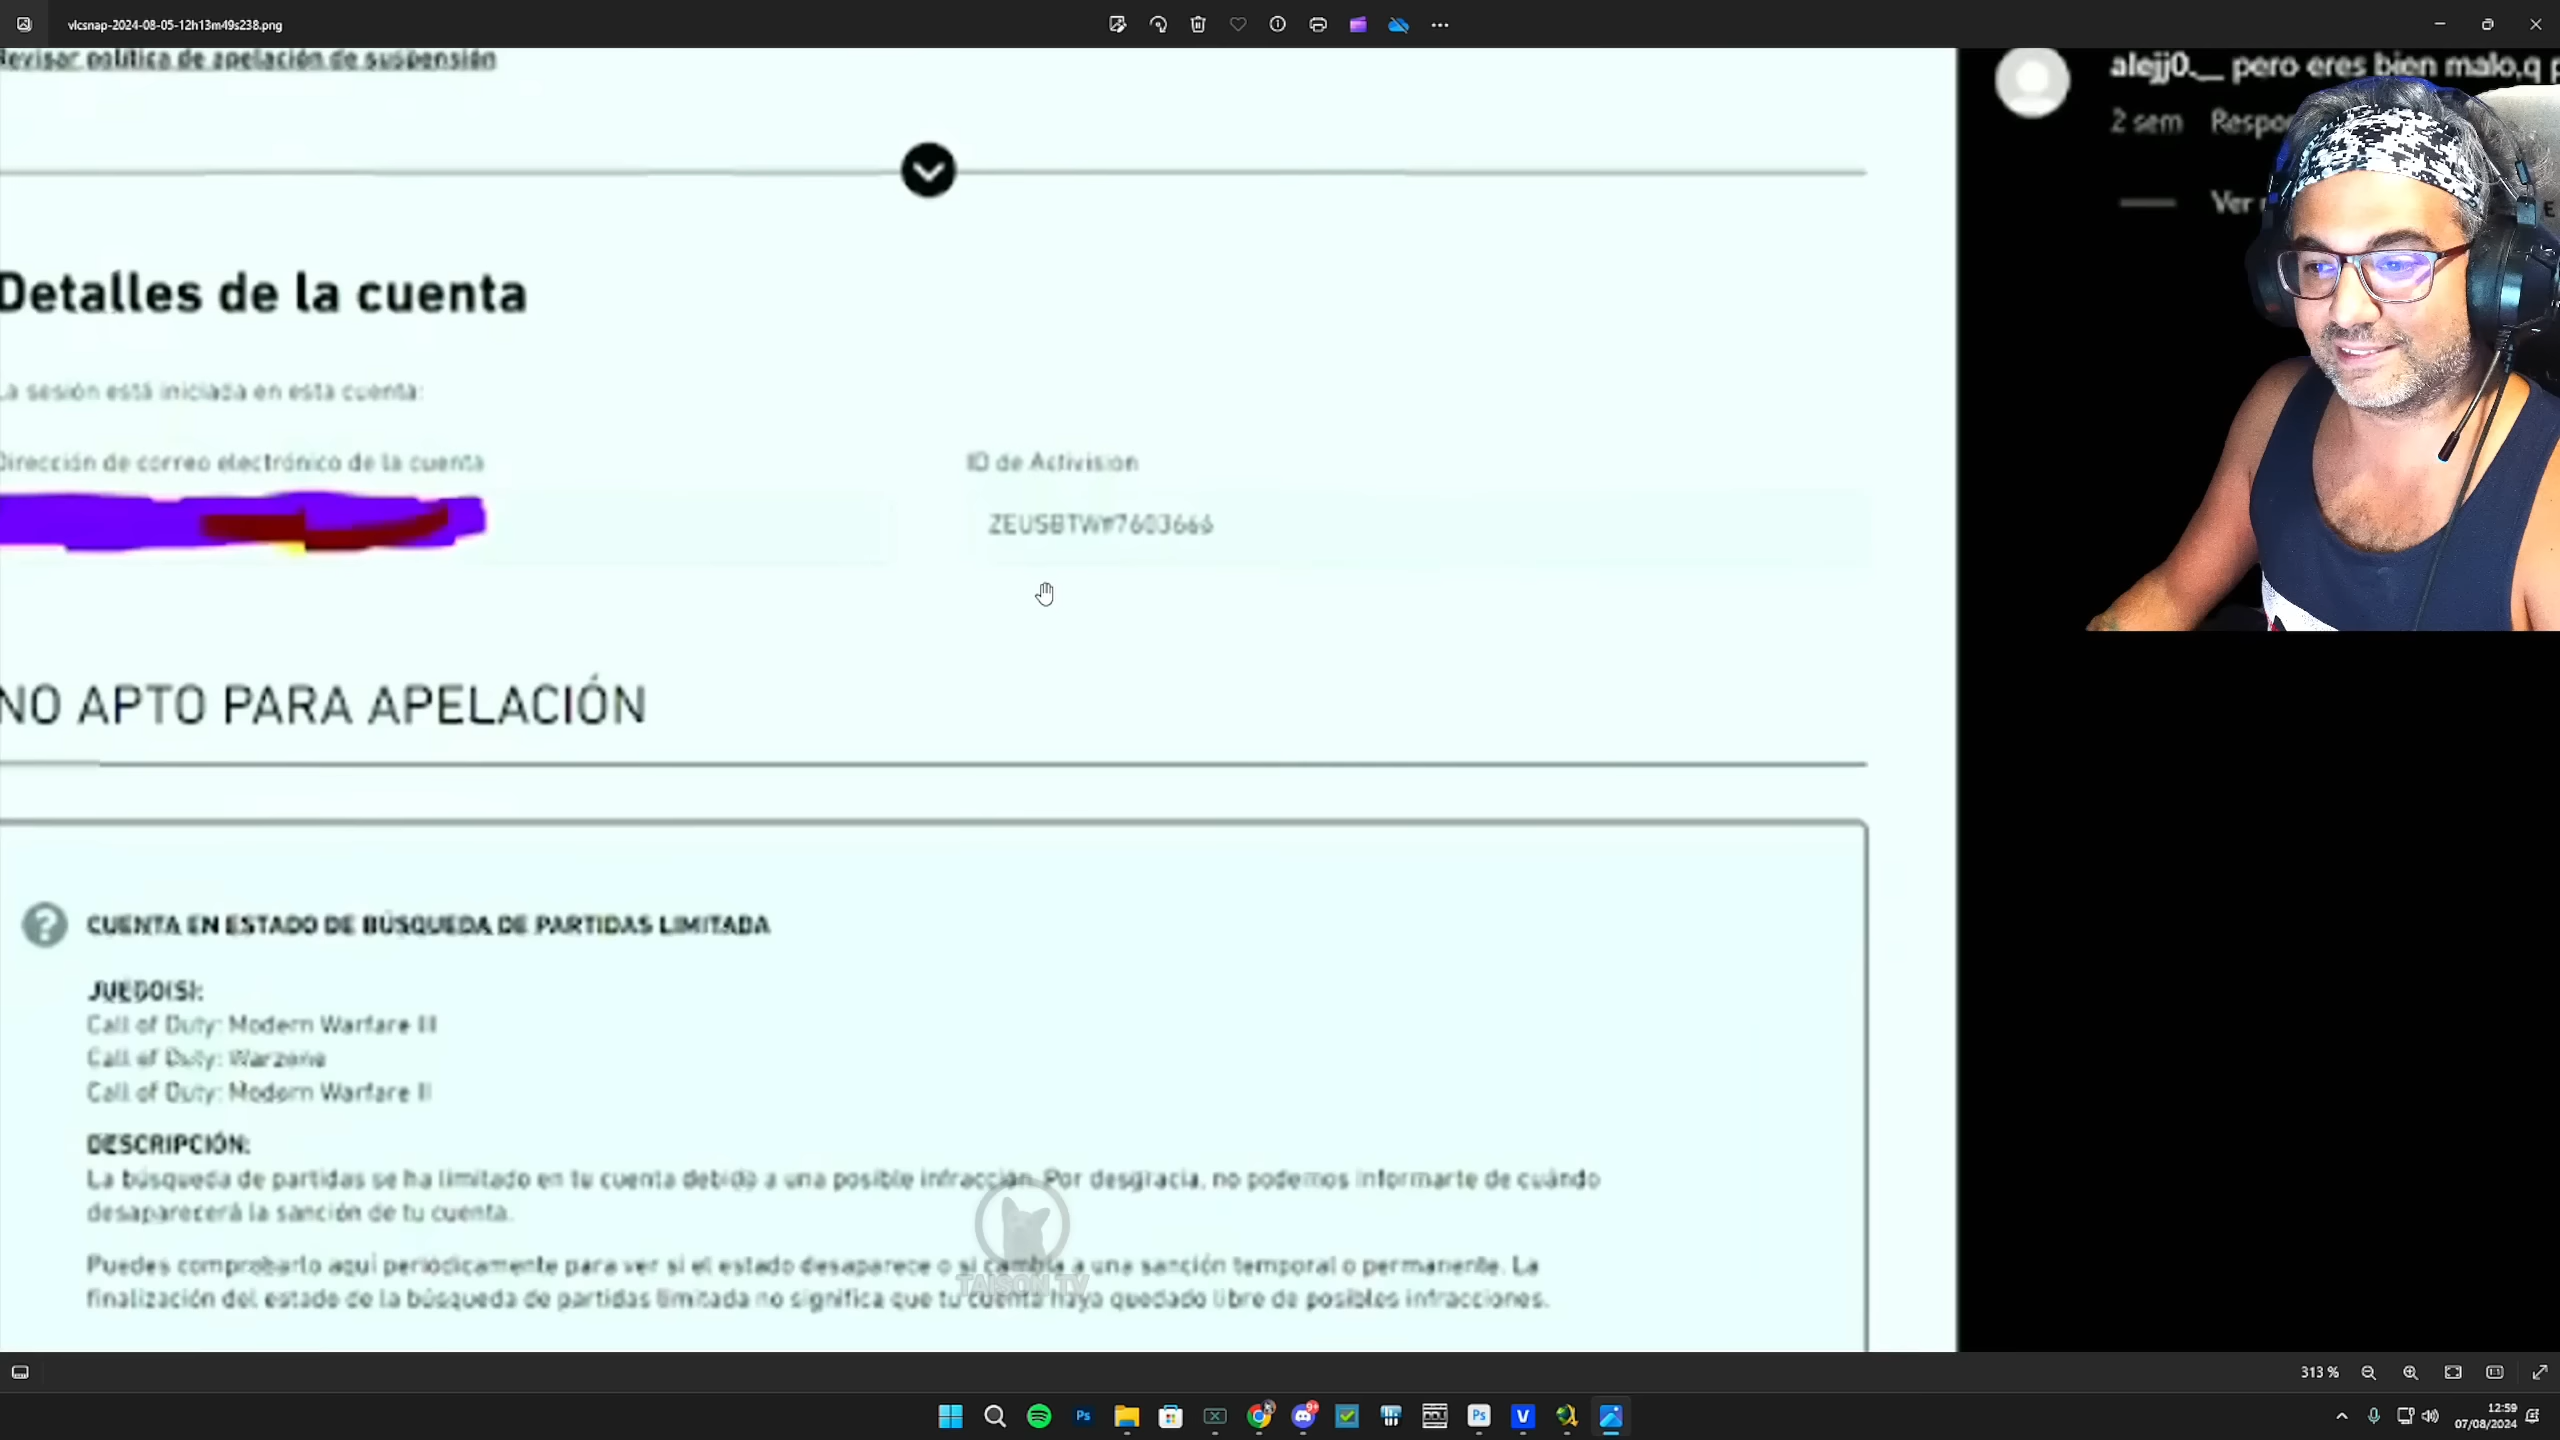 vlcsnap-2024-08-05-12h13m49s238.png
Revisar política de apelación de suspensión
alejj0.__ pero eres bien malo,q p
2 sem Respo
Ver
Detalles de la cuenta
La sesión está iniciada en esta cuenta:
Dirección de correo electrónico de la cuenta
ID de Activision
ZEUSBTW#7603666
NO APTO PARA APELACIÓN
CUENTA EN ESTADO DE BÚSQUEDA DE PARTIDAS LIMITADA
JUEGO(S):
Call of Duty: Modern Warfare III
Call of Duty: Warzone
Call of Duty: Modern Warfare II
DESCRIPCIÓN:
La búsqueda de partidas se ha limitado en tu cuenta debido a una posible infracción. Por desgracia, no podemos informarte de cuándo
desaparecerá la sanción de tu cuenta.
Puedes comprobarlo aquí periódicamente para ver si el estado desaparece o si cambia a una sanción temporal o permanente. La
TAISON TV
finalización del estado de la búsqueda de partidas limitada no significa que tu cuenta haya quedado libre de posibles infracciones.
313 %
12:59
07/08/2024